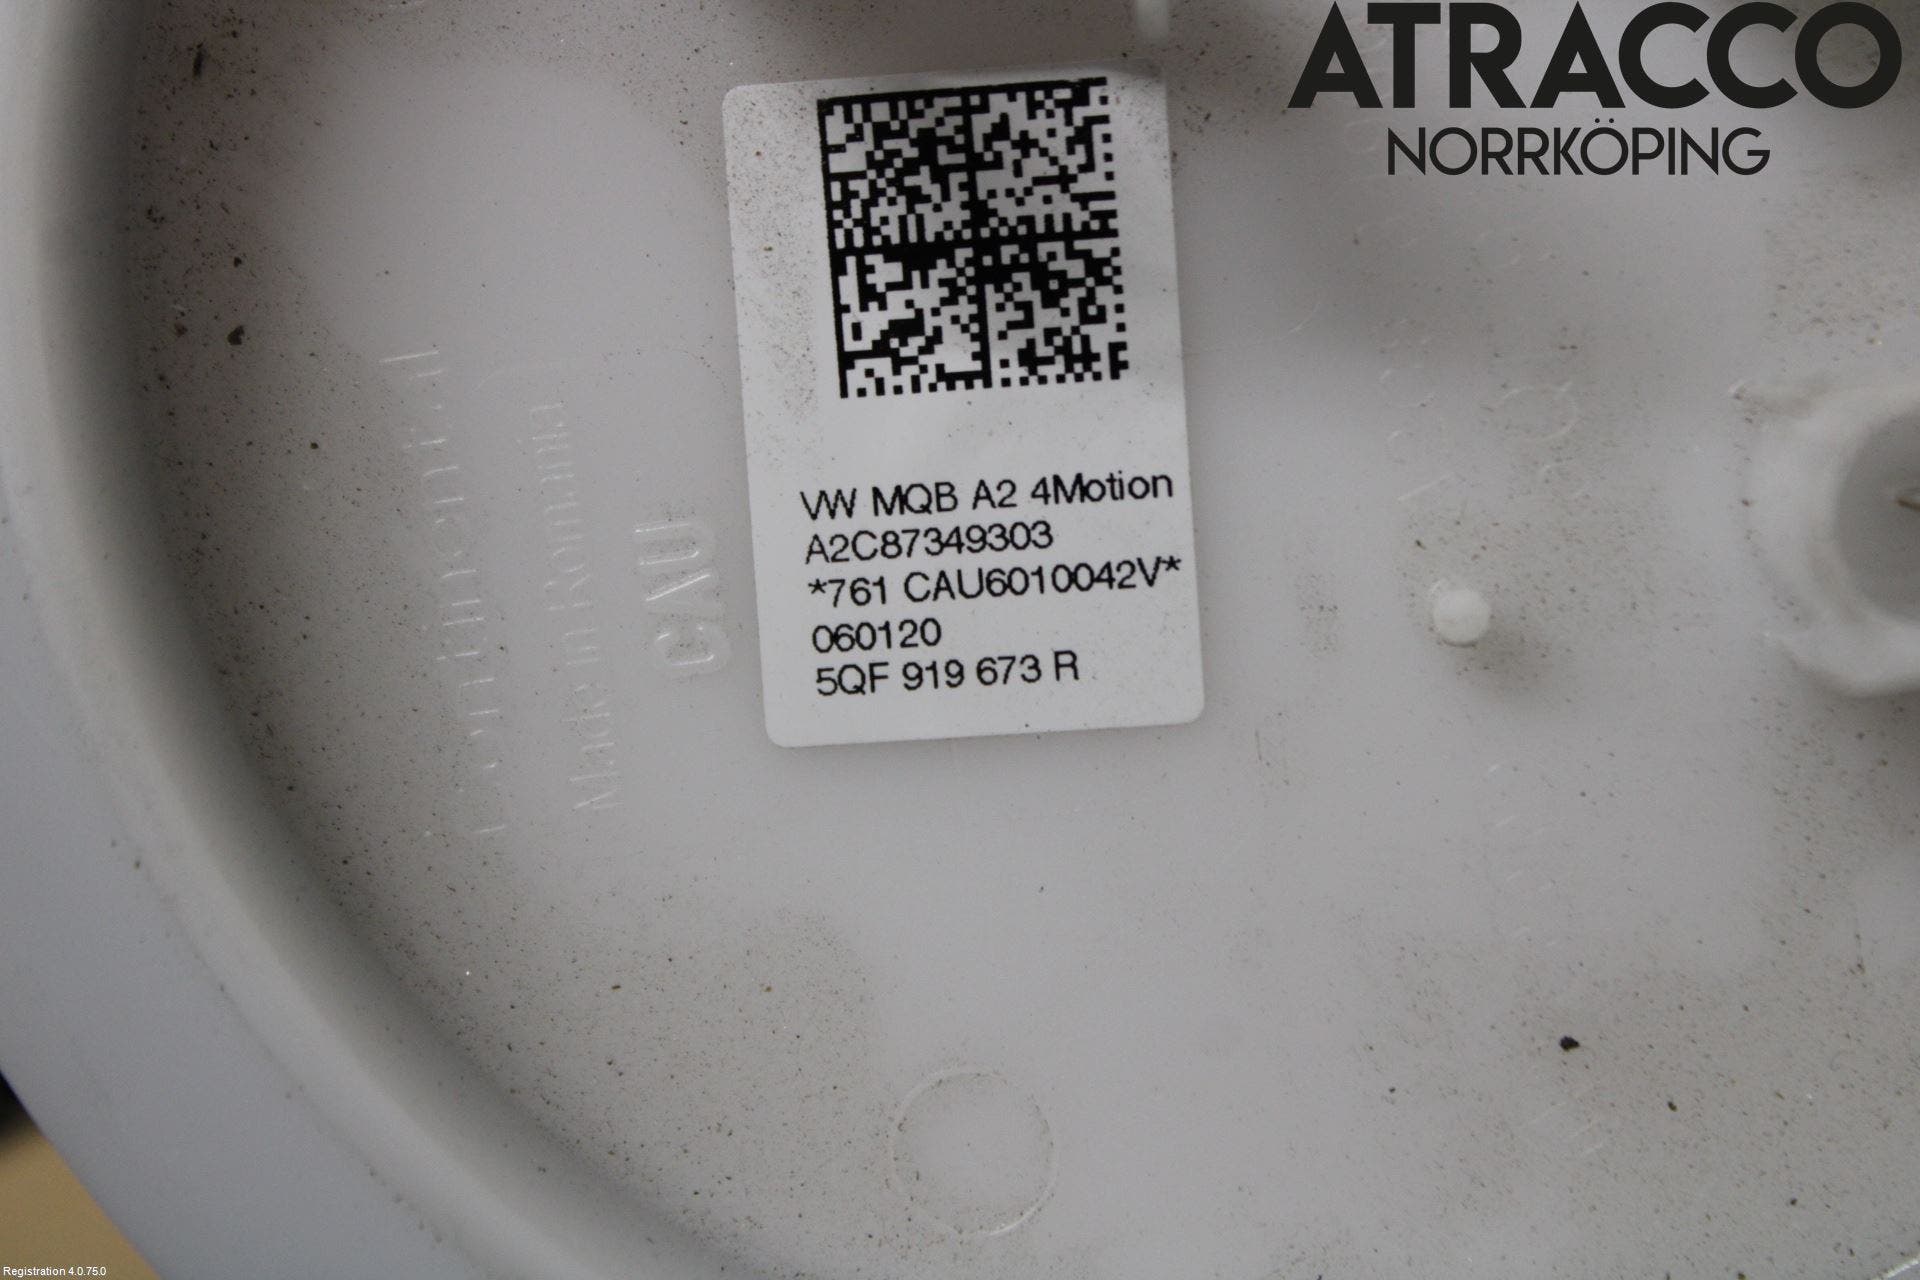 ATRACCO
NORRKÖPING
VW MQB A2 4Motion
A2C87349303
*761 CAU6010042V*
060120
5QF 919 673 R
Continental
Made in Romania
CAU
Registration 4.0.75.0